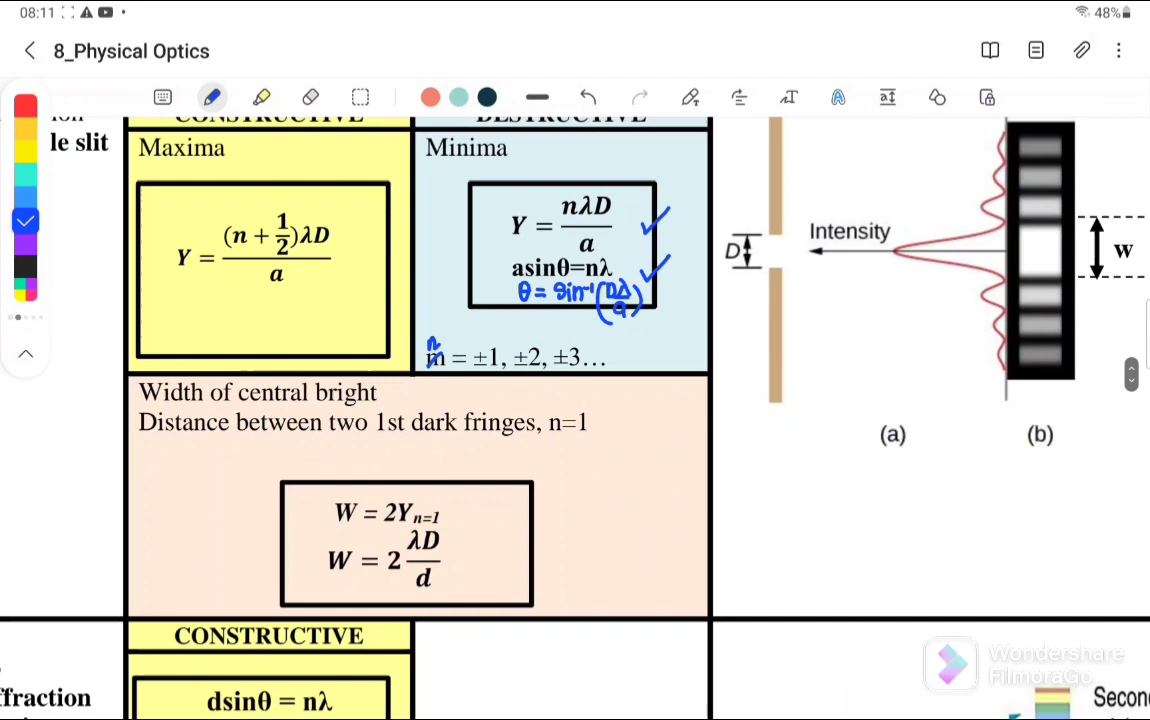 08:11
48%
8_Physical Optics
le slit
CONSTRUCTIVE
DESTRUCTIVE
Maxima
Y = (n + 1/2)λD / a
Minima
Y = nλD / a
asinθ=nλ
θ = sin⁻¹(nλ/a)
n
m = ±1, ±2, ±3…
Width of central bright
Distance between two 1st dark fringes, n=1
W = 2Yn=1
W = 2 λD / d
D
Intensity
w
(a)
(b)
CONSTRUCTIVE
ffraction
dsinθ = nλ
Wondershare
FilmoraGo
Secon